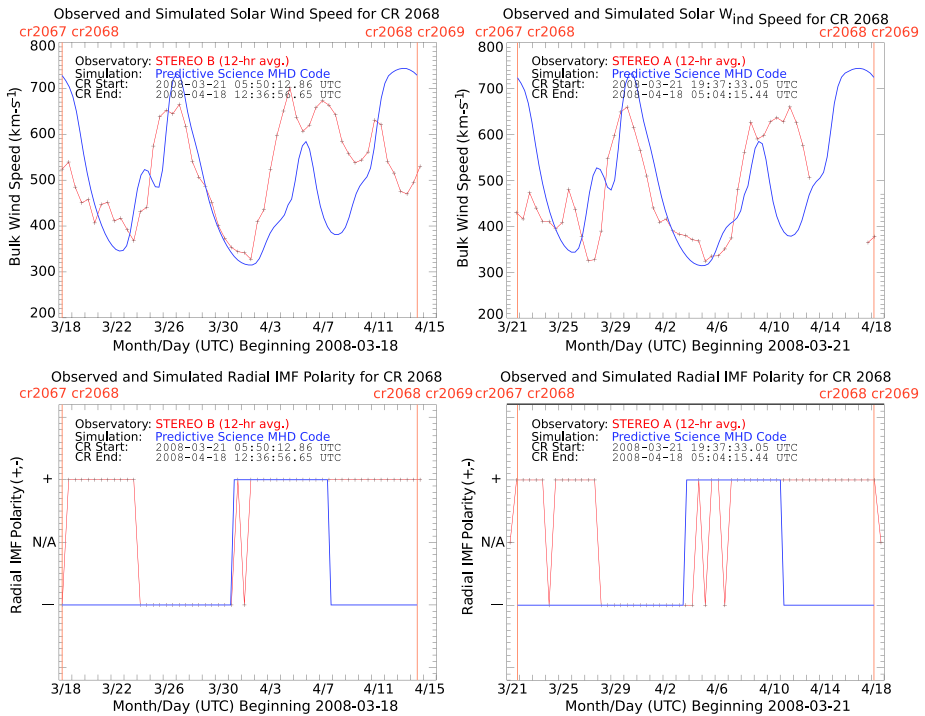 Observed and Simulated Solar Wind Speed for CR 2068
cr2067 cr2068
cr2068 cr2069
Bulk Wind Speed (km-s⁻¹)
800
700
600
500
400
300
200
Observatory: STEREO B (12-hr avg.)
Simulation: Predictive Science MHD Code
CR Start: 2008-03-21 05:50:12.86 UTC
CR End: 2008-04-18 12:36:56.65 UTC
3/18 3/22 3/26 3/30 4/3 4/7 4/11 4/15
Month/Day (UTC) Beginning 2008-03-18
Observed and Simulated Solar Wind Speed for CR 2068
cr2067 cr2068
cr2068 cr2069
Bulk Wind Speed (km-s⁻¹)
800
700
600
500
400
300
200
Observatory: STEREO A (12-hr avg.)
Simulation: Predictive Science MHD Code
CR Start: 2008-03-21 19:37:33.05 UTC
CR End: 2008-04-18 05:04:15.44 UTC
3/21 3/25 3/29 4/2 4/6 4/10 4/14 4/18
Month/Day (UTC) Beginning 2008-03-21
Observed and Simulated Radial IMF Polarity for CR 2068
cr2067 cr2068
cr2068 cr2069
Radial IMF Polarity (+,-)
+
N/A
—
Observatory: STEREO B (12-hr avg.)
Simulation: Predictive Science MHD Code
CR Start: 2008-03-21 05:50:12.86 UTC
CR End: 2008-04-18 12:36:56.65 UTC
3/18 3/22 3/26 3/30 4/3 4/7 4/11 4/15
Month/Day (UTC) Beginning 2008-03-18
Observed and Simulated Radial IMF Polarity for CR 2068
cr2067 cr2068
cr2068 cr2069
Radial IMF Polarity (+,-)
+
N/A
—
Observatory: STEREO A (12-hr avg.)
Simulation: Predictive Science MHD Code
CR Start: 2008-03-21 19:37:33.05 UTC
CR End: 2008-04-18 05:04:15.44 UTC
3/21 3/25 3/29 4/2 4/6 4/10 4/14 4/18
Month/Day (UTC) Beginning 2008-03-21